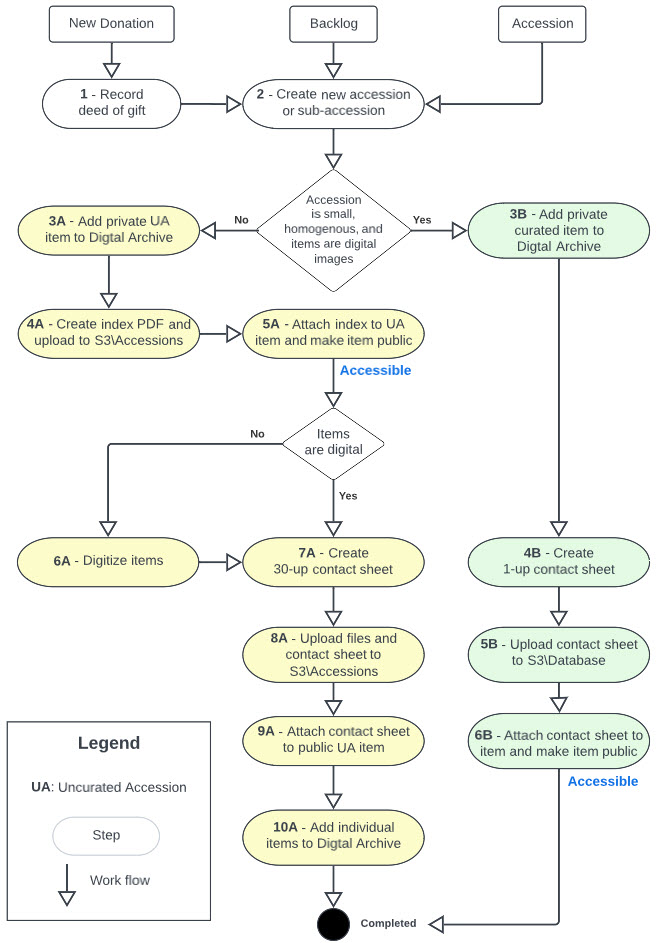 New Donation
Backlog
Accession
1 - Record
deed of gift
2 - Create new accession
or sub-accession
Accession
is small,
homogenous, and
items are digital
images
No
Yes
3A - Add private UA
item to Digtal Archive
3B - Add private
curated item to
Digtal Archive
4A - Create index PDF and
upload to S3\Accessions
5A - Attach index to UA
item and make item public
Accessible
Items
are digital
No
Yes
6A - Digitize items
7A - Create
30-up contact sheet
4B - Create
1-up contact sheet
8A - Upload files and
contact sheet to
S3\Accessions
5B - Upload contact sheet
to S3\Database
9A - Attach contact sheet
to public UA item
6B - Attach contact sheet to
item and make item public
Accessible
10A - Add individual
items to Digtal Archive
Completed
Legend
UA: Uncurated Accession
Step
Work flow